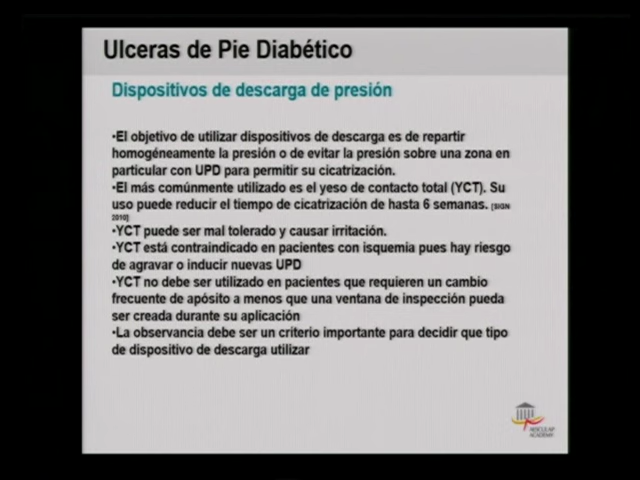 Ulceras de Pie Diabético
Dispositivos de descarga de presión
•El objetivo de utilizar dispositivos de descarga es de repartir
homogéneamente la presión o de evitar la presión sobre una zona en
particular con UPD para permitir su cicatrización.
•El más comúnmente utilizado es el yeso de contacto total (YCT). Su
uso puede reducir el tiempo de cicatrización de hasta 6 semanas. [SIGN
2010]
•YCT puede ser mal tolerado y causar irritación.
•YCT está contraindicado en pacientes con isquemia pues hay riesgo
de agravar o inducir nuevas UPD
•YCT no debe ser utilizado en pacientes que requieren un cambio
frecuente de apósito a menos que una ventana de inspección pueda
ser creada durante su aplicación
•La observancia debe ser un criterio importante para decidir que tipo
de dispositivo de descarga utilizar
AESCULAP
ACADEMY